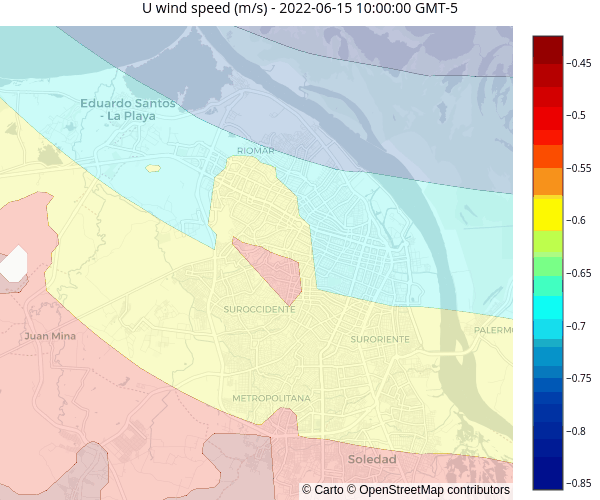 U wind speed (m/s) - 2022-06-15 10:00:00 GMT-5
Eduardo Santos
- La Playa
RIOMAR
SUROCCIDENTE
Juan Mina
SURORIENTE
PALERMO
METROPOLITANA
Soledad
© Carto © OpenStreetMap contributors
−0.45
−0.5
−0.55
−0.6
−0.65
−0.7
−0.75
−0.8
−0.85